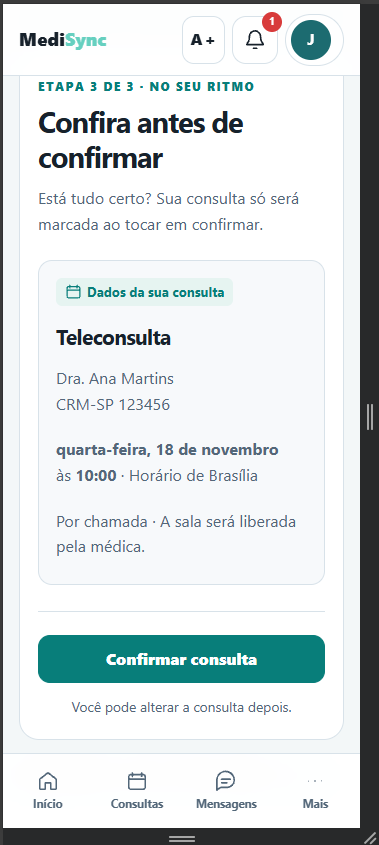 MediSync
A+
1
J
ETAPA 3 DE 3 · NO SEU RITMO
Confira antes de
confirmar
Está tudo certo? Sua consulta só será
marcada ao tocar em confirmar.
Dados da sua consulta
Teleconsulta
Dra. Ana Martins
CRM-SP 123456
quarta-feira, 18 de novembro
às 10:00 · Horário de Brasília
Por chamada · A sala será liberada
pela médica.
Confirmar consulta
Você pode alterar a consulta depois.
Início
Consultas
Mensagens
Mais